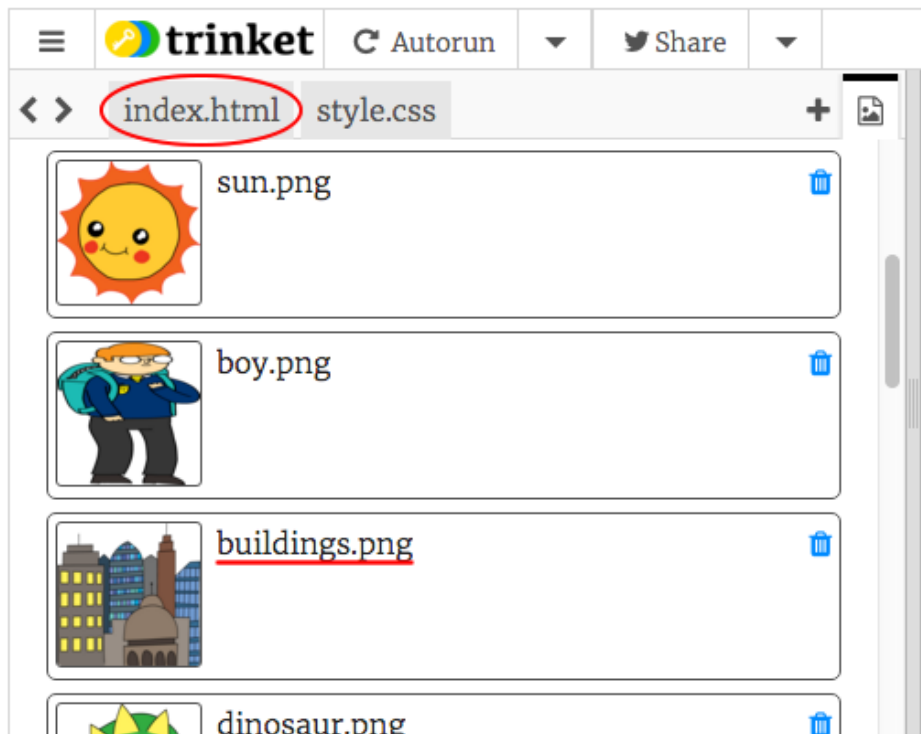 trinket Autorun Share
index.html style.css
sun.png
boy.png
buildings.png
dinosaur.png